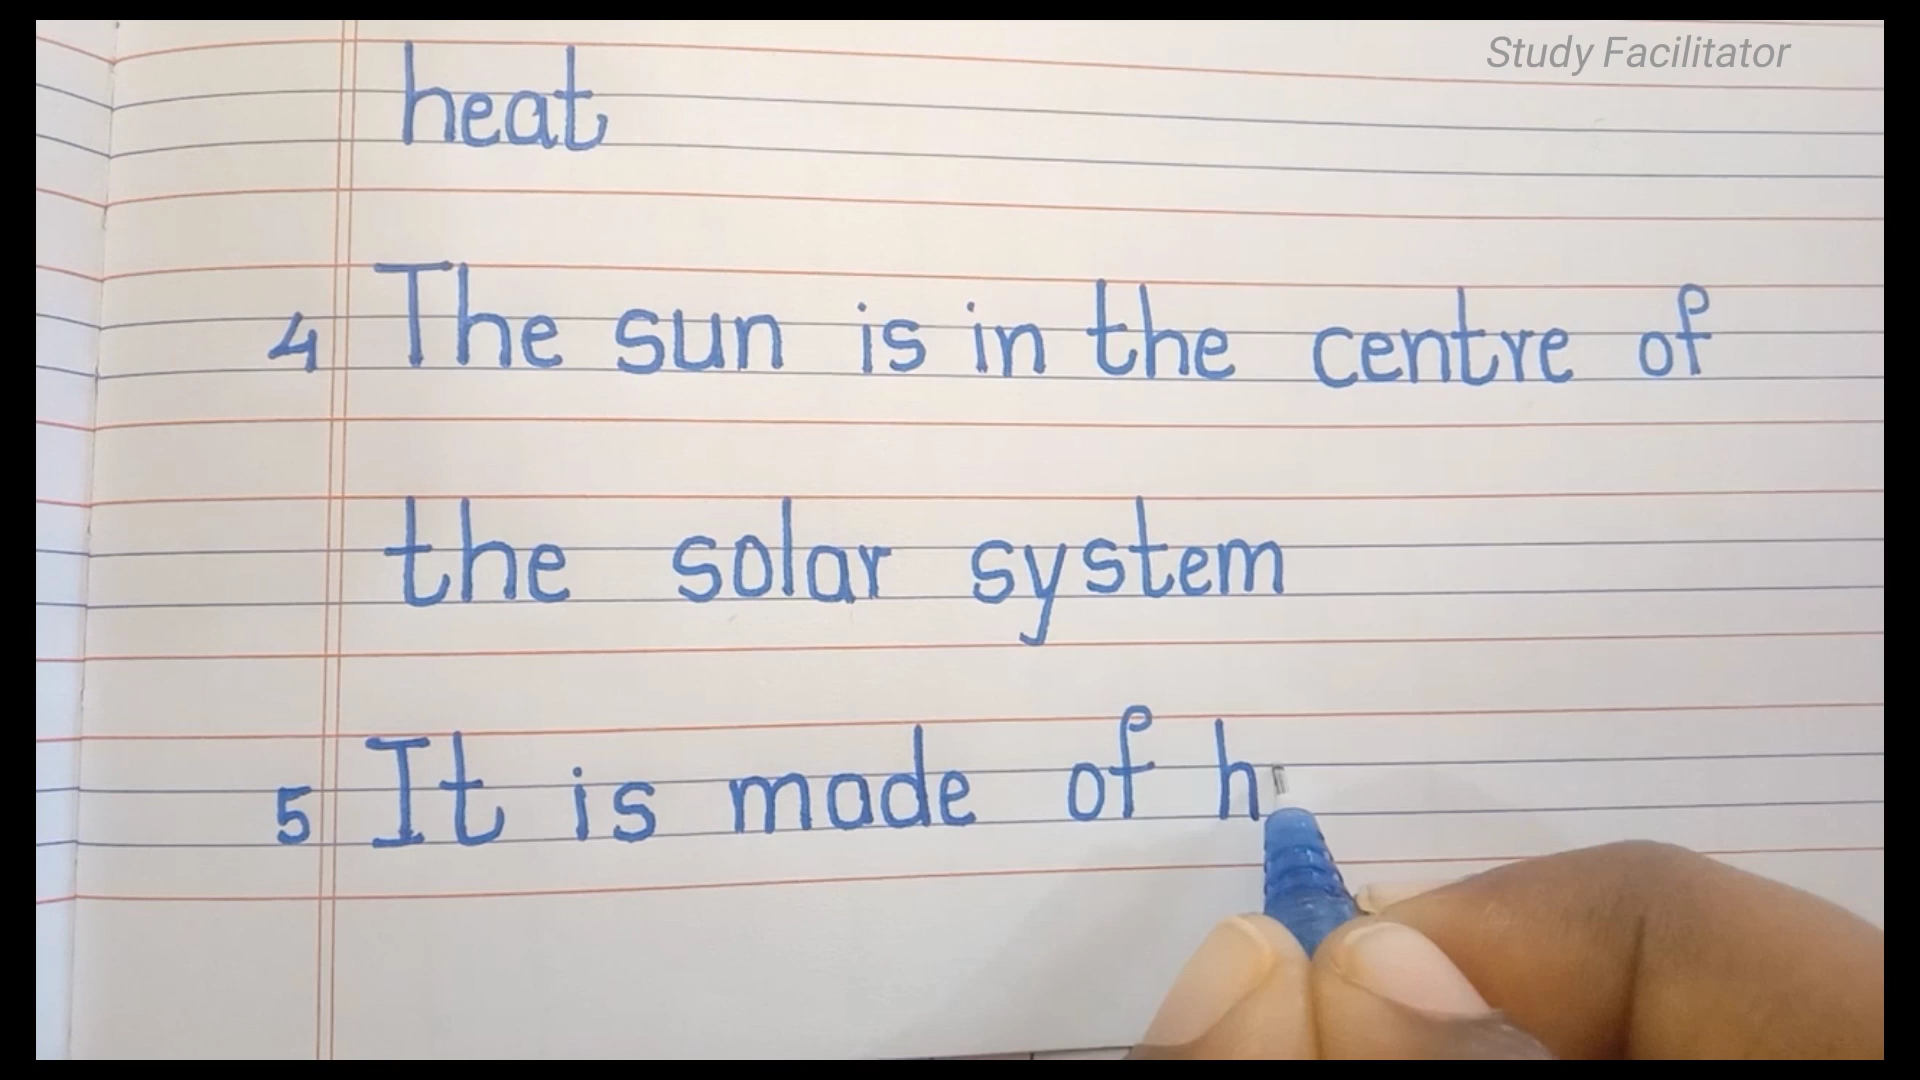 Study Facilitator
heat
4 The sun is in the centre of
the solar system
5 It is made of h